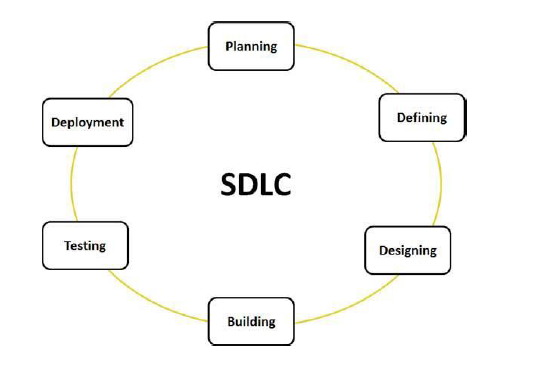 Planning
Defining
Designing
Building
Testing
Deployment
SDLC